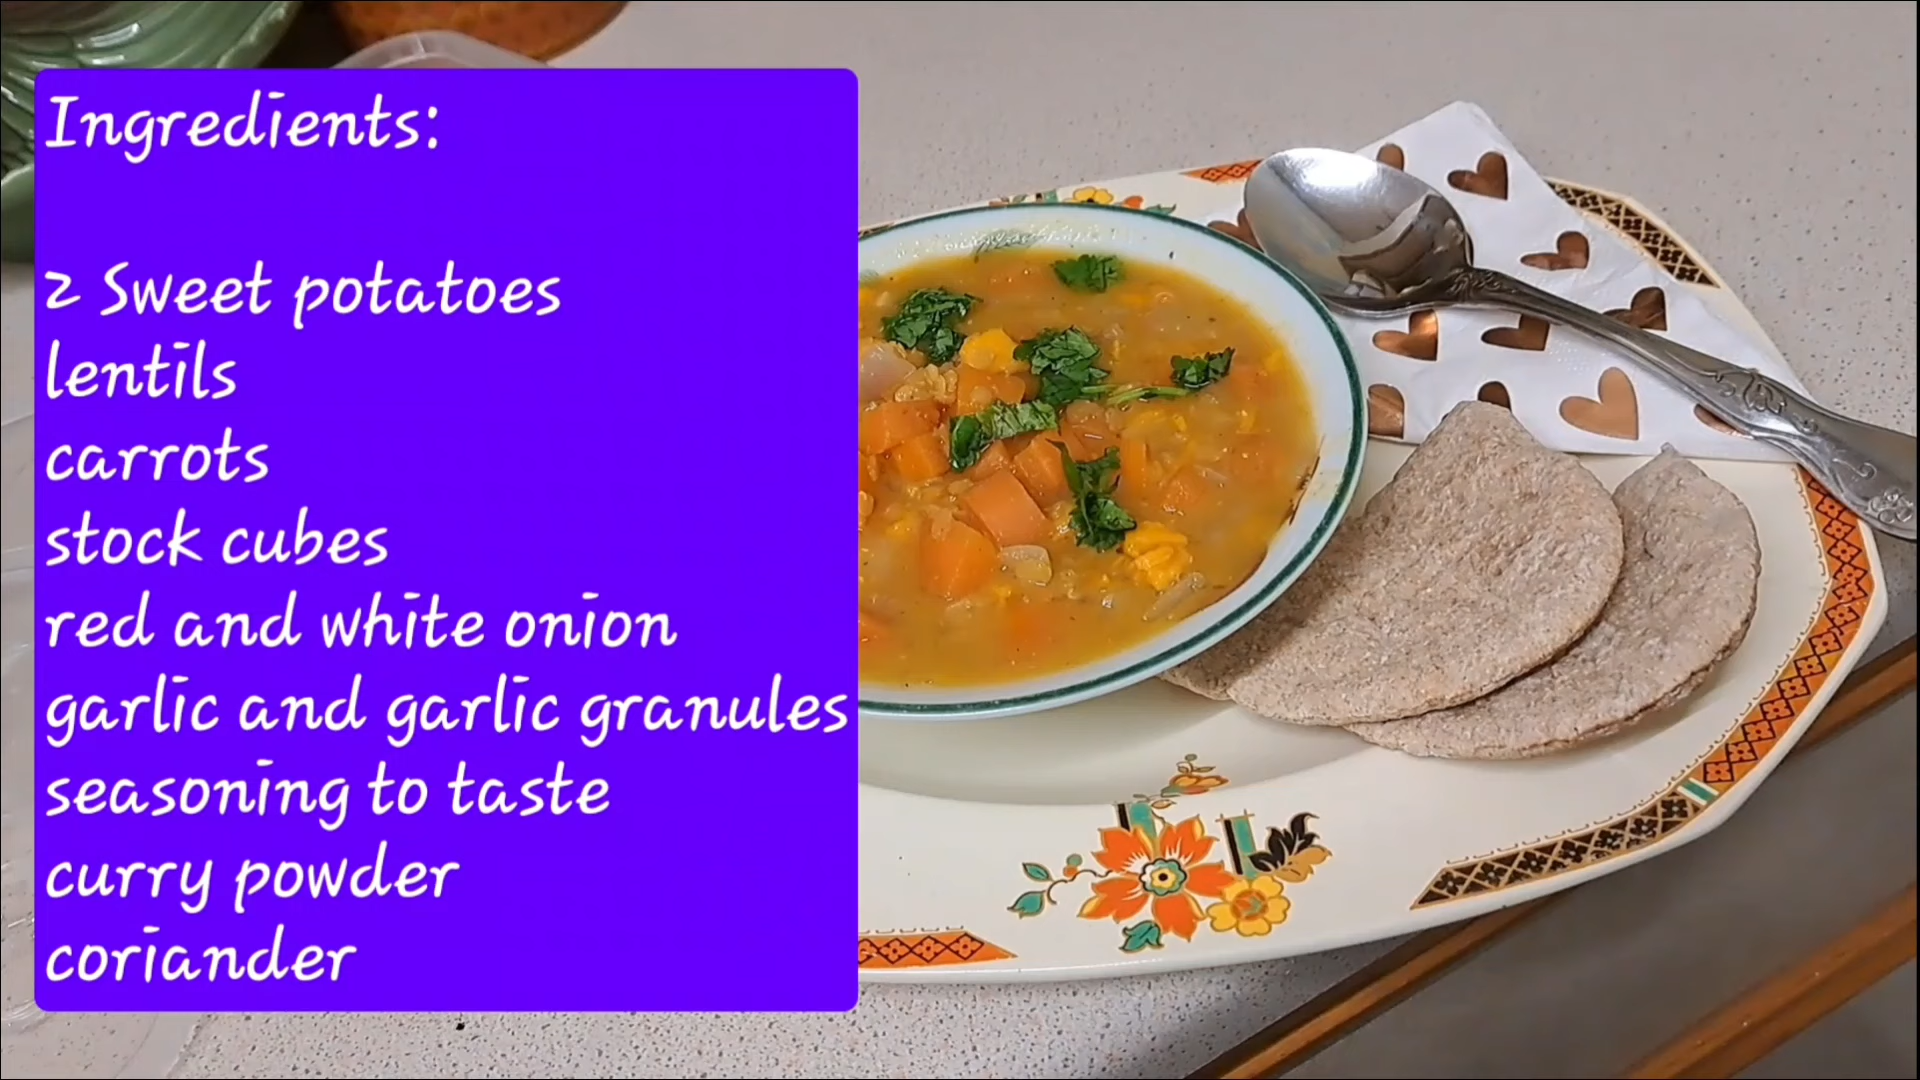 Ingredients:
2 Sweet potatoes
lentils
carrots
stock cubes
red and white onion
garlic and garlic granules
seasoning to taste
curry powder
coriander